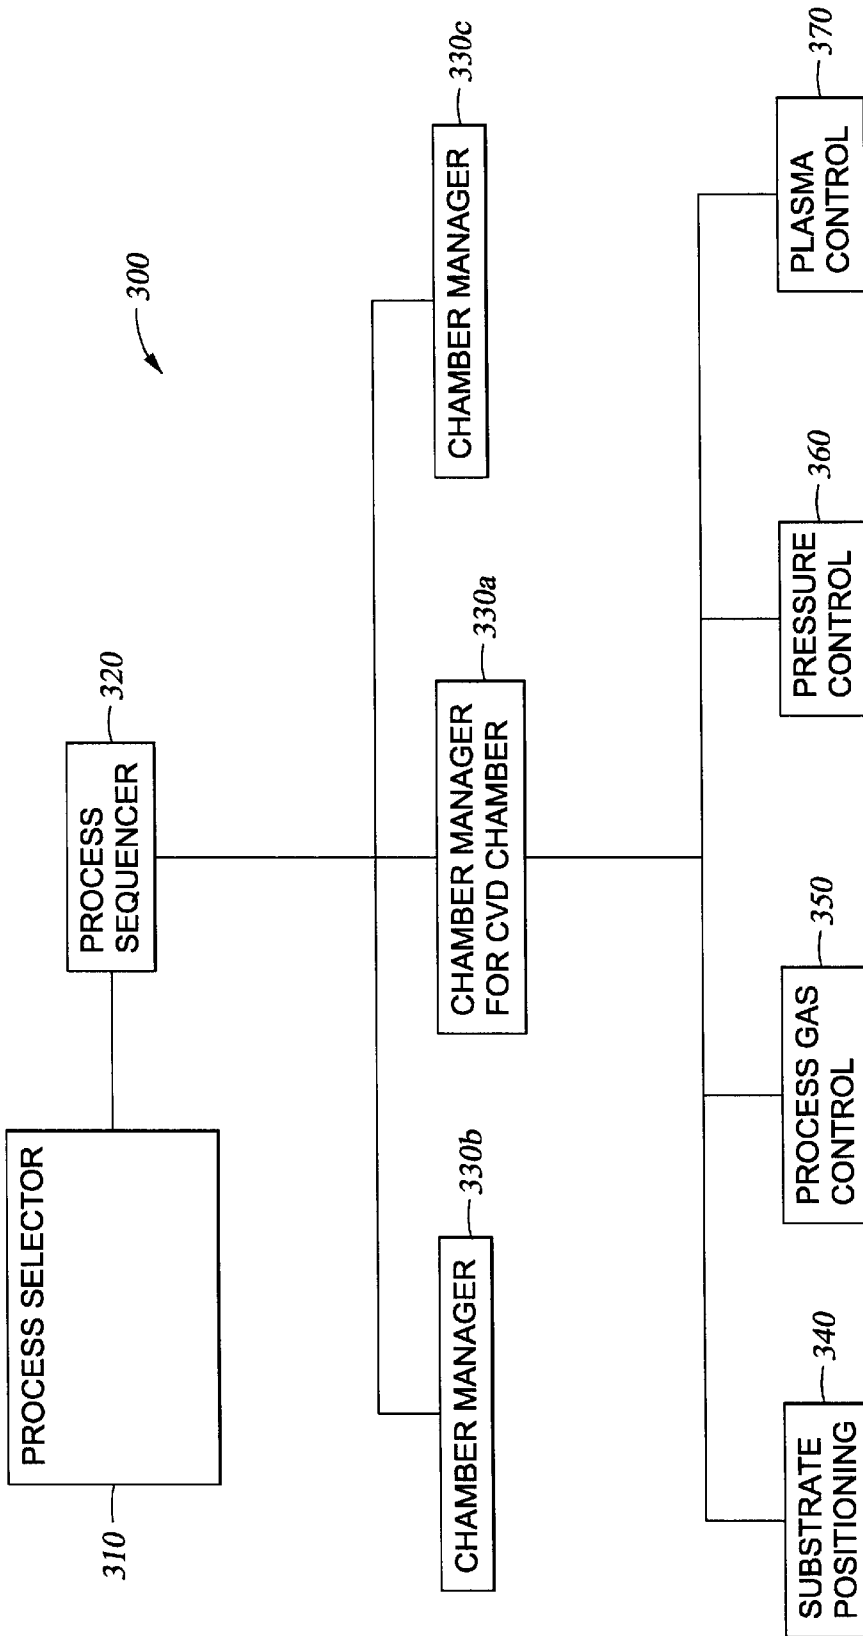 300
310
PROCESS SELECTOR
PROCESS
SEQUENCER
320
CHAMBER MANAGER
330b
CHAMBER MANAGER
FOR CVD CHAMBER
330a
CHAMBER MANAGER
330c
SUBSTRATE
POSITIONING
340
PROCESS GAS
CONTROL
350
PRESSURE
CONTROL
360
PLASMA
CONTROL
370